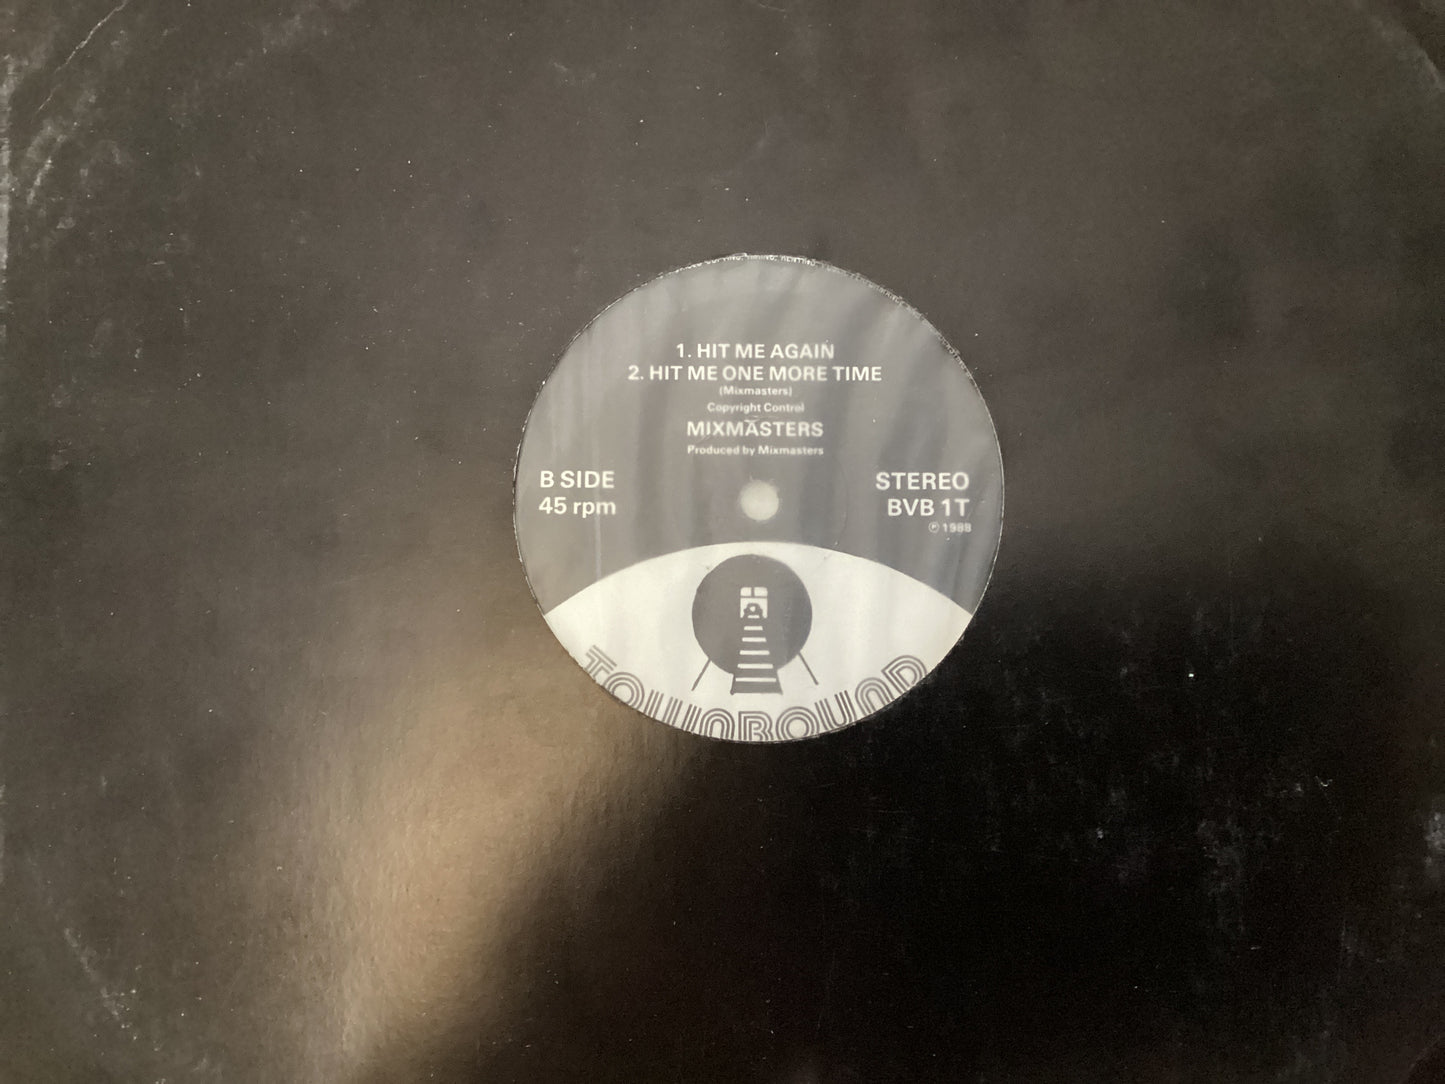 1. HIT ME AGAIN
2. HIT ME ONE MORE TIME
(Mixmasters)
Copyright Control
MIXMASTERS
Produced by Mixmasters
B SIDE
45 rpm
STEREO
BVB 1T
℗ 1988
TOWNBOUND